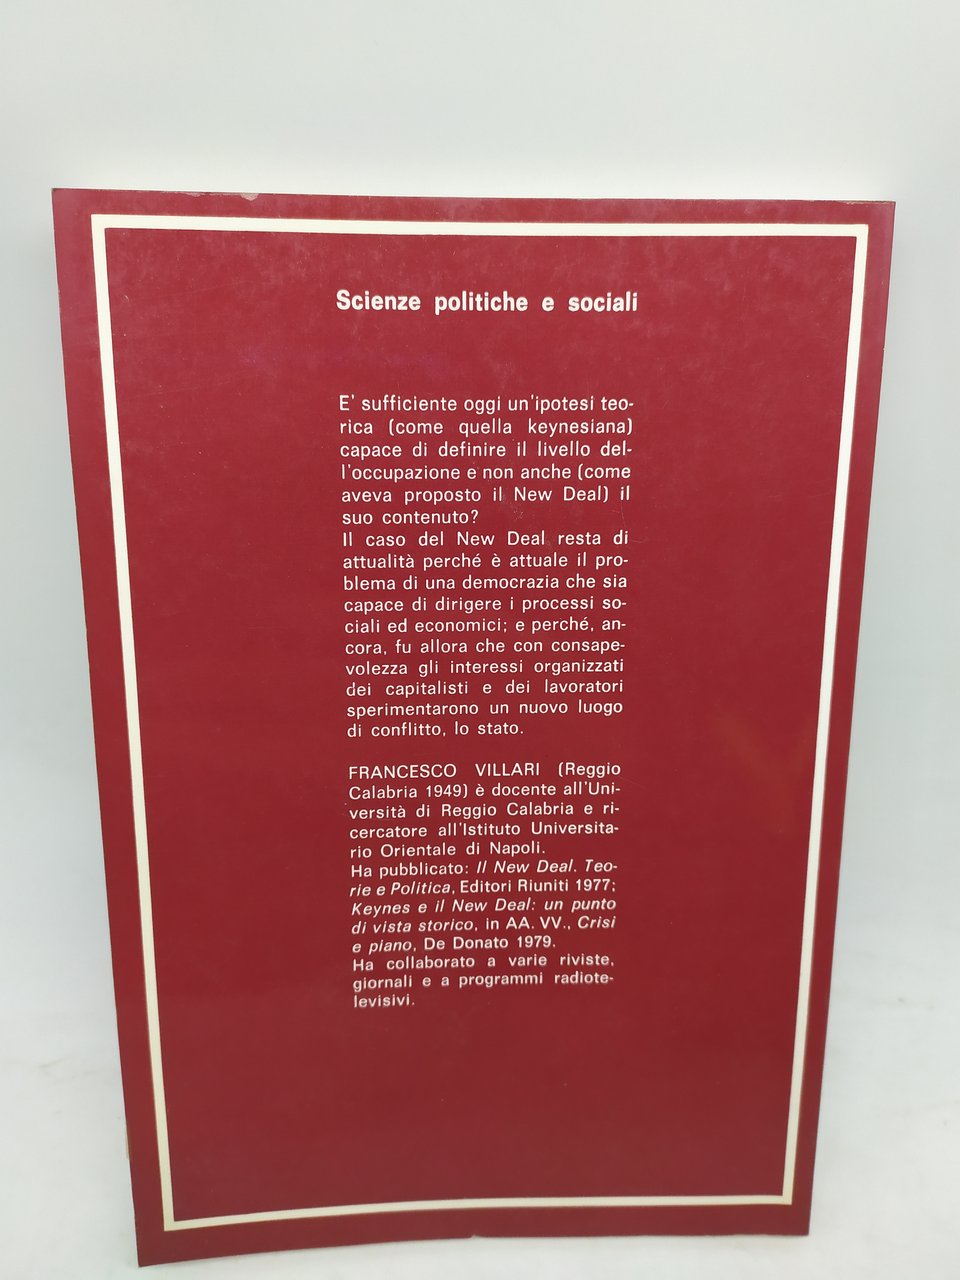 Scienze politiche e sociali
E' sufficiente oggi un'ipotesi teo-
rica (come quella keynesiana)
capace di definire il livello del-
l'occupazione e non anche (come
aveva proposto il New Deal) il
suo contenuto?
Il caso del New Deal resta di
attualità perché è attuale il pro-
blema di una democrazia che sia
capace di dirigere i processi so-
ciali ed economici; e perché, an-
cora, fu allora che con consape-
volezza gli interessi organizzati
dei capitalisti e dei lavoratori
sperimentarono un nuovo luogo
di conflitto, lo stato.
FRANCESCO VILLARI (Reggio
Calabria 1949) è docente all'Uni-
versità di Reggio Calabria e ri-
cercatore all'Istituto Universita-
rio Orientale di Napoli.
Ha pubblicato: Il New Deal. Teo-
rie e Politica, Editori Riuniti 1977;
Keynes e il New Deal: un punto
di vista storico, in AA. VV., Crisi
e piano, De Donato 1979.
Ha collaborato a varie riviste,
giornali e a programmi radiote-
levisivi.